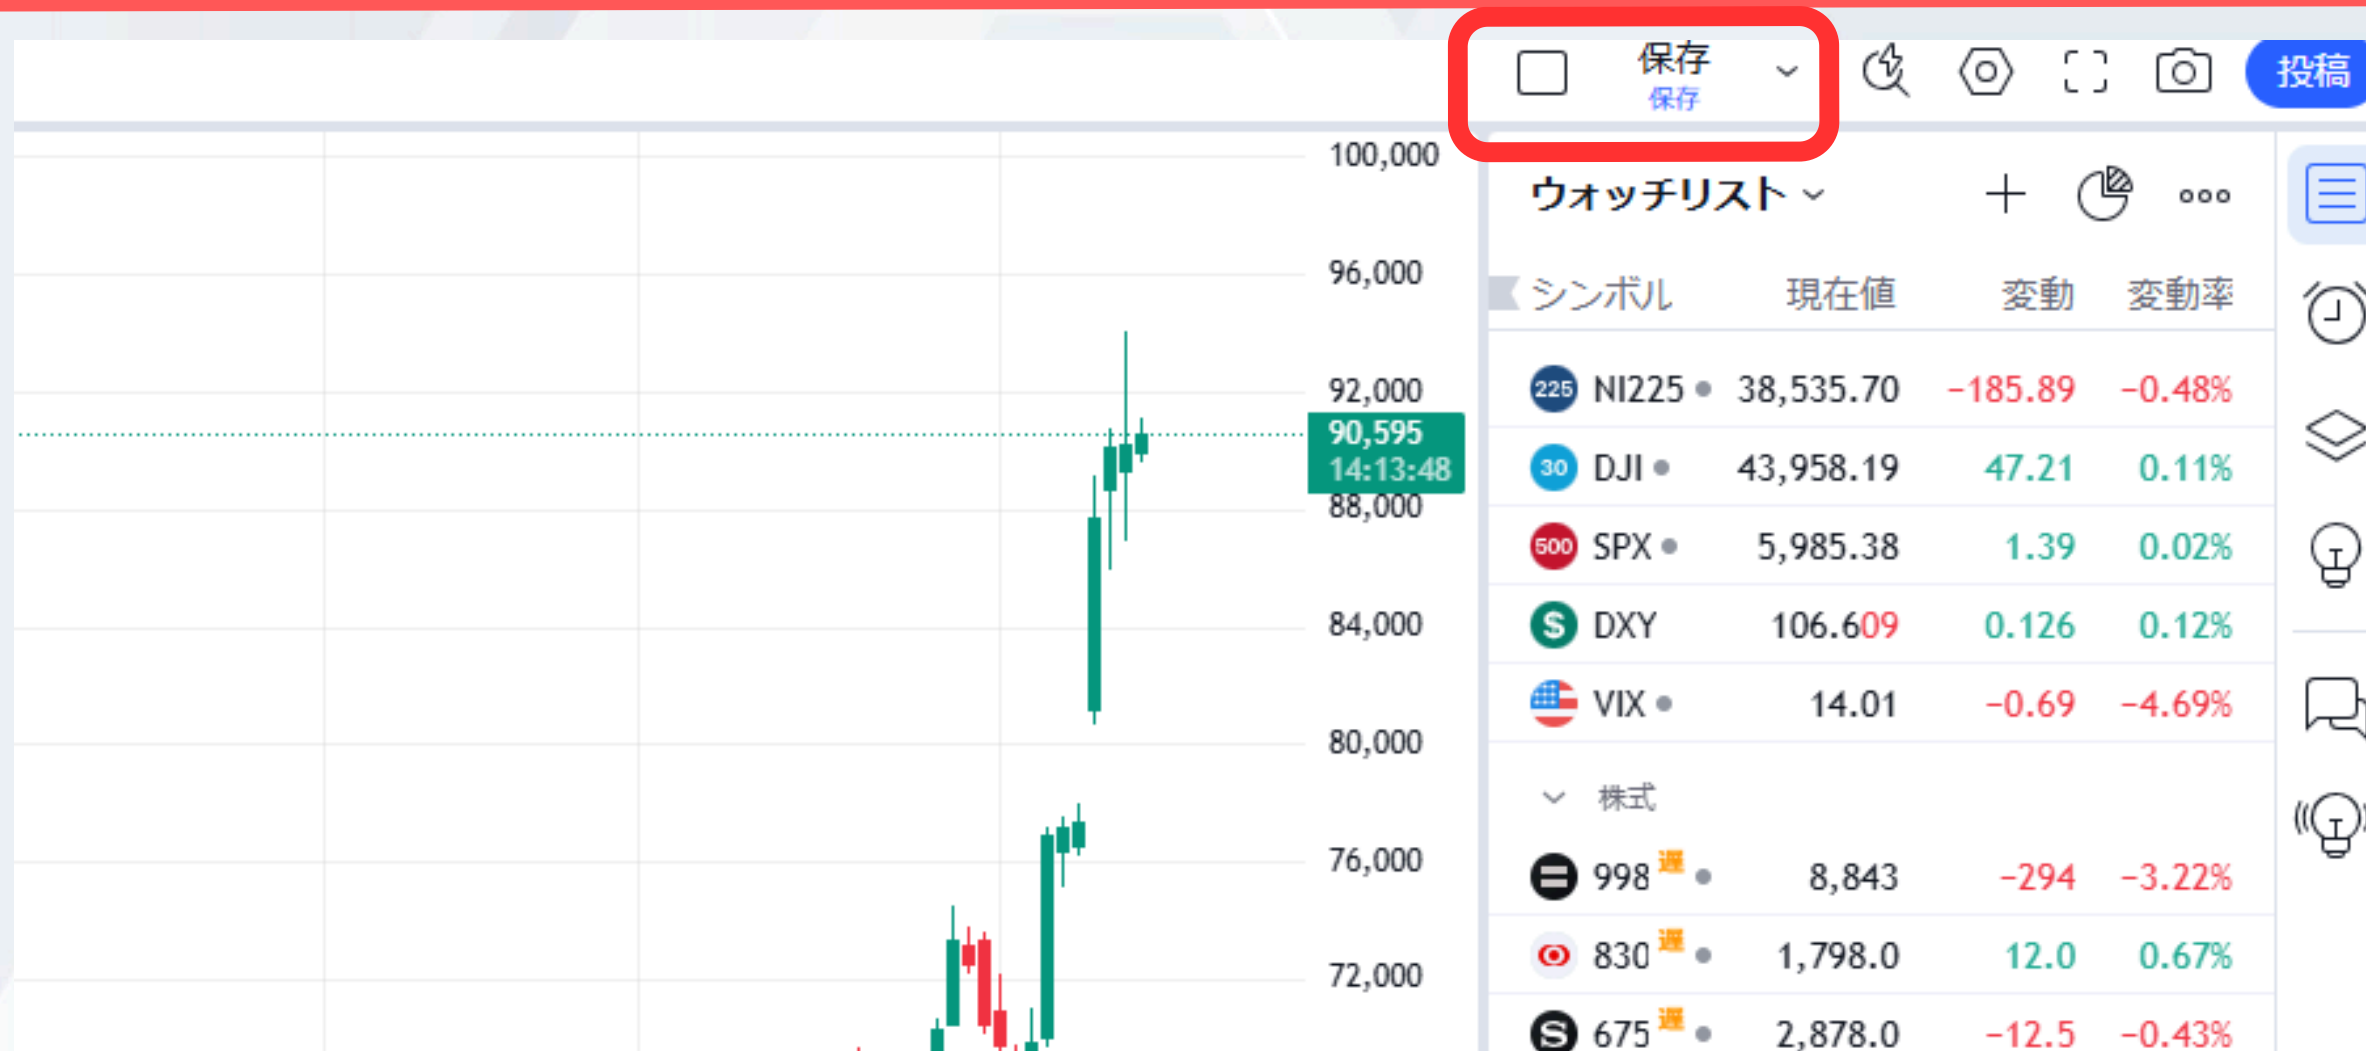 保存
保存
投稿
100,000
96,000
92,000
90,595
14:13:48
88,000
84,000
80,000
76,000
72,000
ウォッチリスト
シンボル 現在値 変動 変動率
225 NI225 38,535.70 −185.89 −0.48%
30 DJI 43,958.19 47.21 0.11%
500 SPX 5,985.38 1.39 0.02%
$ DXY 106.609 0.126 0.12%
VIX 14.01 −0.69 −4.69%
株式
998 遅 8,843 −294 −3.22%
830 遅 1,798.0 12.0 0.67%
S 675 遅 2,878.0 −12.5 −0.43%